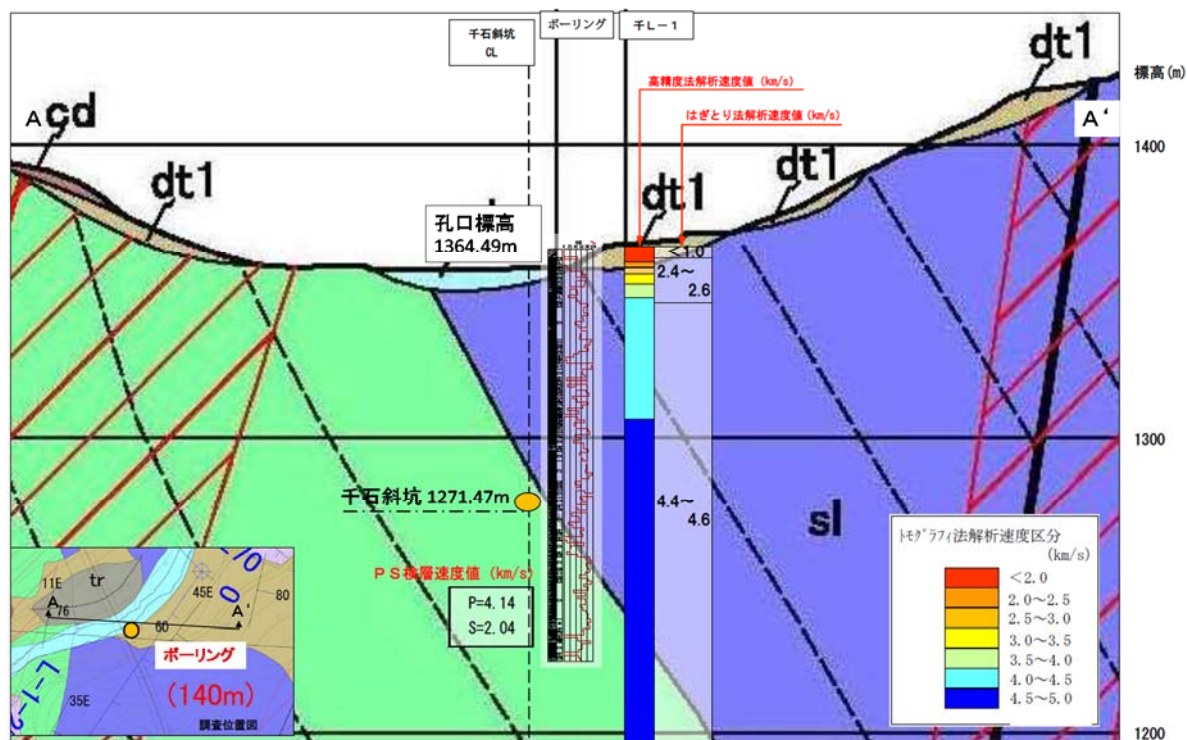 千石斜坑
CL
ボーリング
千L－1
高精度法解析速度値 (km/s)
はぎとり法解析速度値 (km/s)
dt1
標高(m)
A
cd
A‘
1400
dt1
dt1
dt1
孔口標高
1364.49m
<1.0
2.4～
2.6
1300
千石斜坑 1271.47m
4.4～
4.6
sl
ﾄﾓｸﾞﾗﾌｨ法解析速度区分
(km/s)
<2.0
2.0～2.5
2.5～3.0
3.0～3.5
3.5～4.0
4.0～4.5
4.5～5.0
ＰＳ検層速度値 (km/s)
P=4.14
S=2.04
tr
11E
45E
80
A
76
A‘
60
ボーリング
(140m)
35E
調査位置図
1200